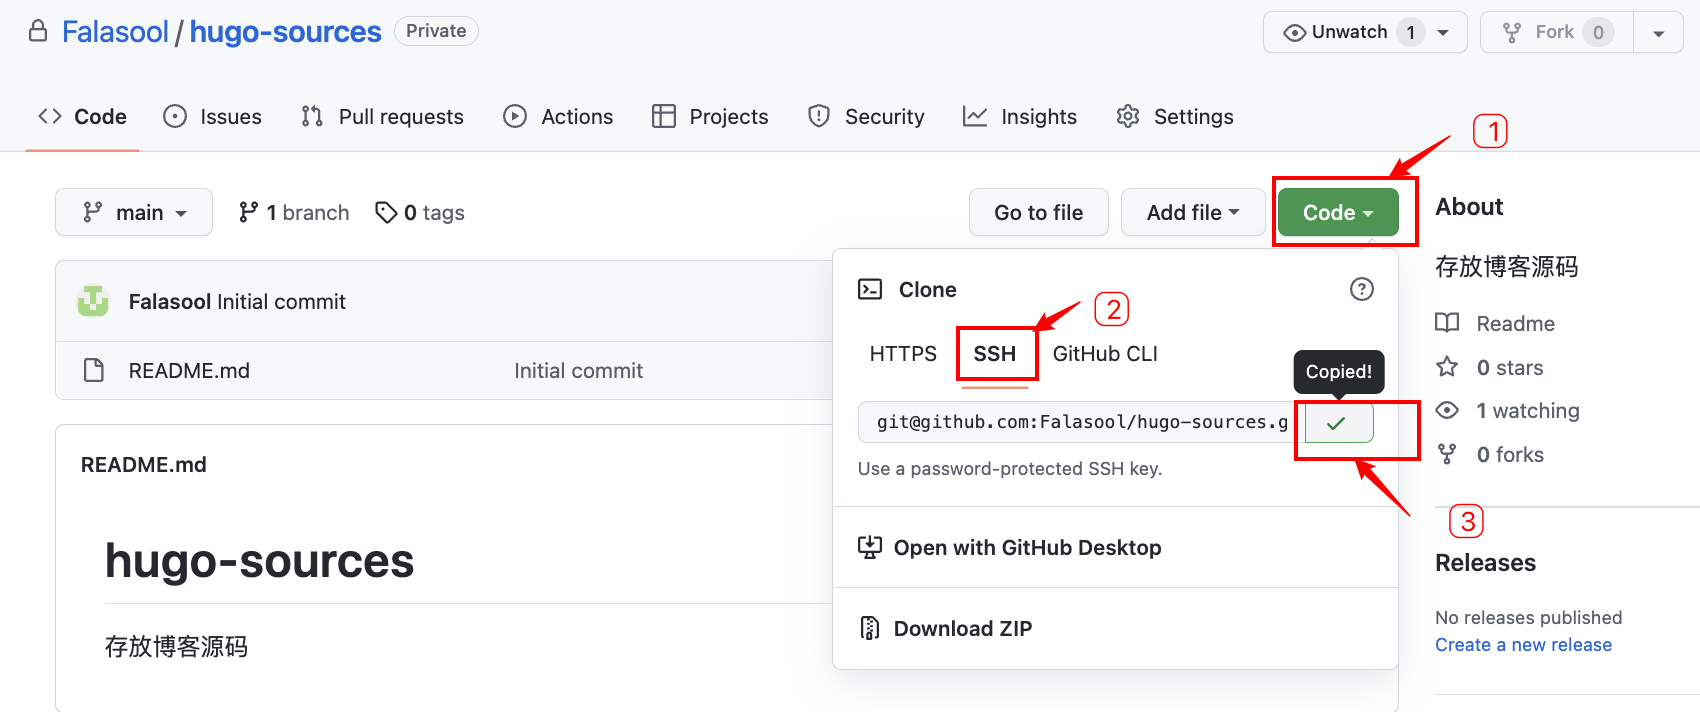 Falasool / hugo-sources Private
Unwatch 1
Fork 0
Code Issues Pull requests Actions Projects Security Insights Settings
1
main 1 branch 0 tags
Go to file Add file Code
About
存放博客源码
Falasool Initial commit
README.md Initial commit
Clone
2
HTTPS SSH GitHub CLI
Copied!
git@github.com:Falasool/hugo-sources.g
Use a password-protected SSH key.
3
Open with GitHub Desktop
Download ZIP
Readme
0 stars
1 watching
0 forks
Releases
No releases published
Create a new release
README.md
hugo-sources
存放博客源码